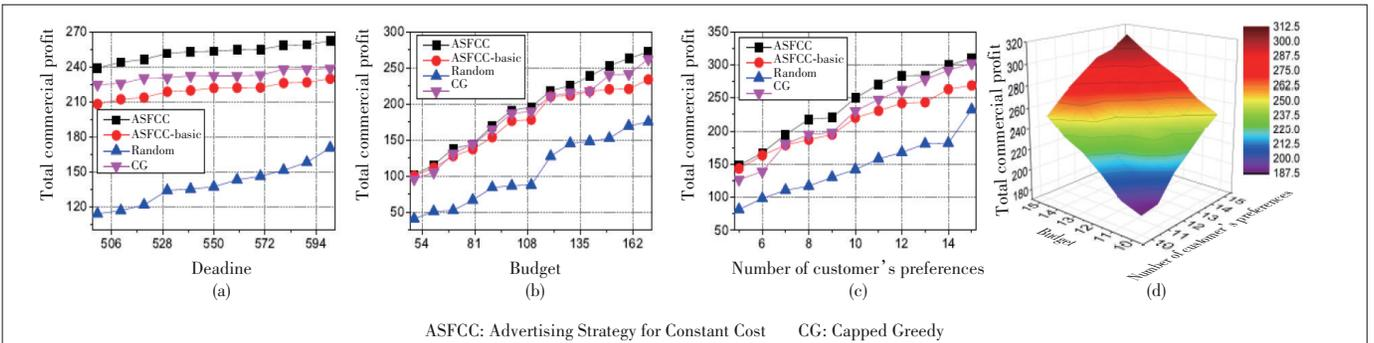 Total commercial profit
270
240
210
180
150
120
ASFCC
ASFCC-basic
Random
CG
506 528 550 572 594
Deadine
(a)
Total commercial profit
300
250
200
150
100
50
ASFCC
ASFCC-basic
Random
CG
54 81 108 135 162
Budget
(b)
Total commercial profit
350
300
250
200
150
100
50
ASFCC
ASFCC-basic
Random
CG
6 8 10 12 14
Number of customer's preferences
(c)
Total commercial profit
320
300
280
260
240
220
200
180
15 14 13 12 11 10
Budget
Number of customer's preferences
312.5
300.0
287.5
275.0
262.5
250.0
237.5
225.0
212.5
200.0
187.5
(d)
ASFCC: Advertising Strategy for Constant Cost CG: Capped Greedy